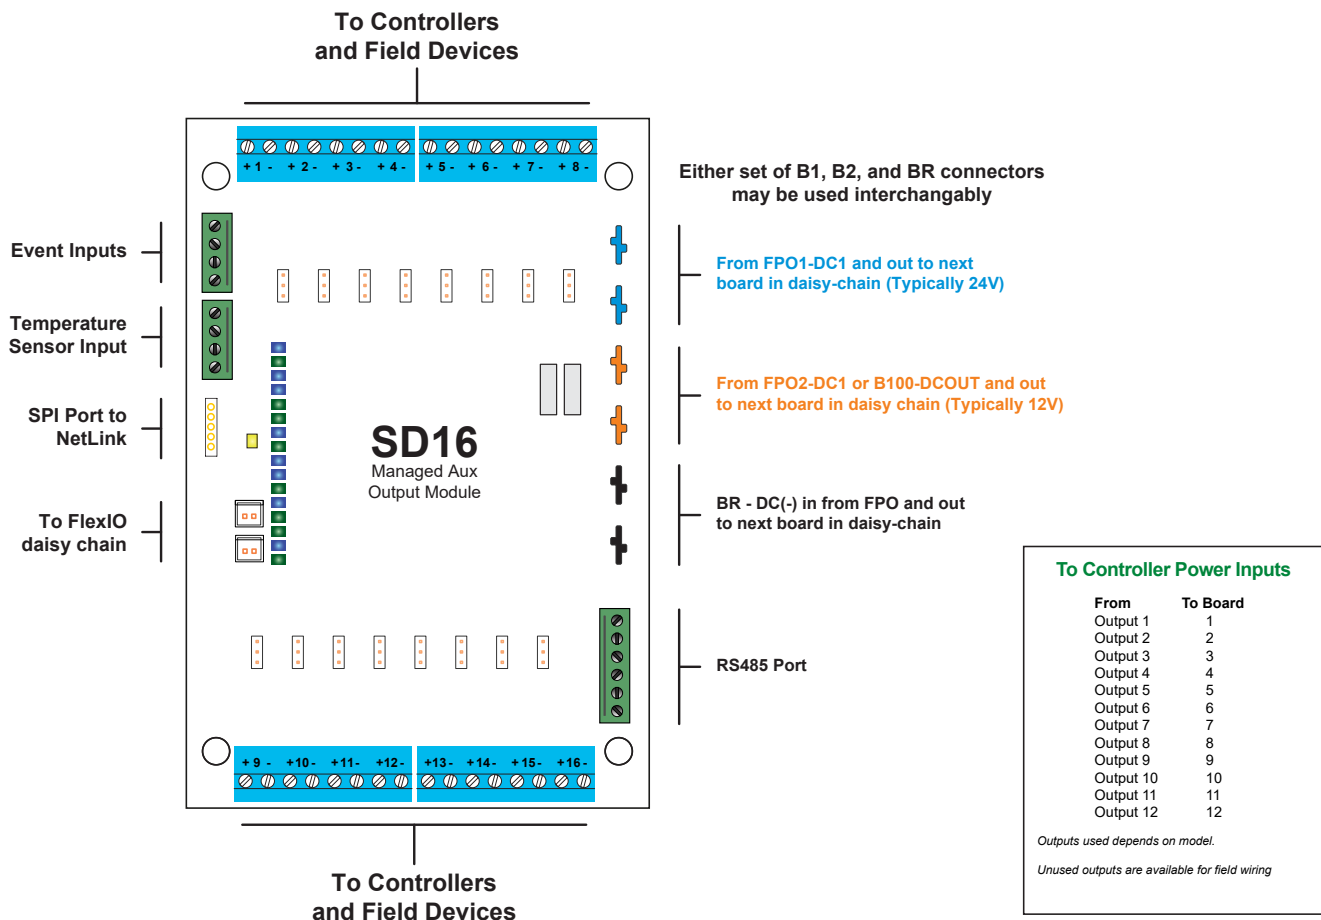 To Controllers
and Field Devices
+ 1 - + 2 - + 3 - + 4 - + 5 - + 6 - + 7 - + 8 -
Either set of B1, B2, and BR connectors
may be used interchangably
Event Inputs
From FPO1-DC1 and out to next
board in daisy-chain (Typically 24V)
Temperature
Sensor Input
From FPO2-DC1 or B100-DCOUT and out
to next board in daisy chain (Typically 12V)
SPI Port to
NetLink
SD16
Managed Aux
Output Module
BR - DC(-) in from FPO and out
to next board in daisy-chain
To FlexIO
daisy chain
RS485 Port
+ 9 - +10 - +11 - +12 - +13 - +14 - +15 - +16 -
To Controllers
and Field Devices
To Controller Power Inputs
From To Board
Output 1 1
Output 2 2
Output 3 3
Output 4 4
Output 5 5
Output 6 6
Output 7 7
Output 8 8
Output 9 9
Output 10 10
Output 11 11
Output 12 12
Outputs used depends on model.
Unused outputs are available for field wiring